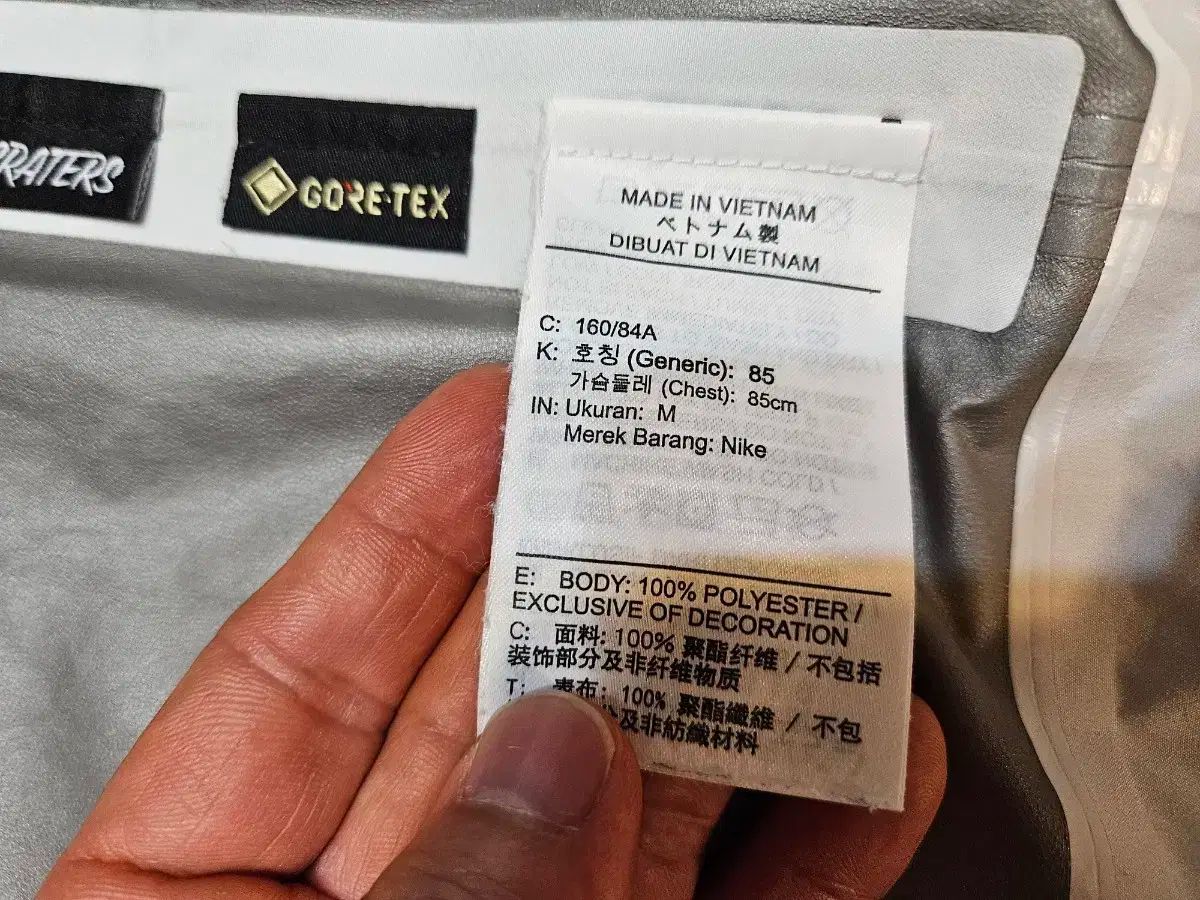 RATERS
GORE-TEX
MADE IN VIETNAM
ベトナム製
DIBUAT DI VIETNAM
C: 160/84A
K: 호칭 (Generic): 85
가슴둘레 (Chest): 85cm
IN: Ukuran: M
Merek Barang: Nike
E: BODY: 100% POLYESTER /
EXCLUSIVE OF DECORATION
C: 面料: 100% 聚酯纤维 / 不包括
装饰部分及非纤维物质
T: 表布: 100% 聚酯纖維 / 不包
分及非紡織材料